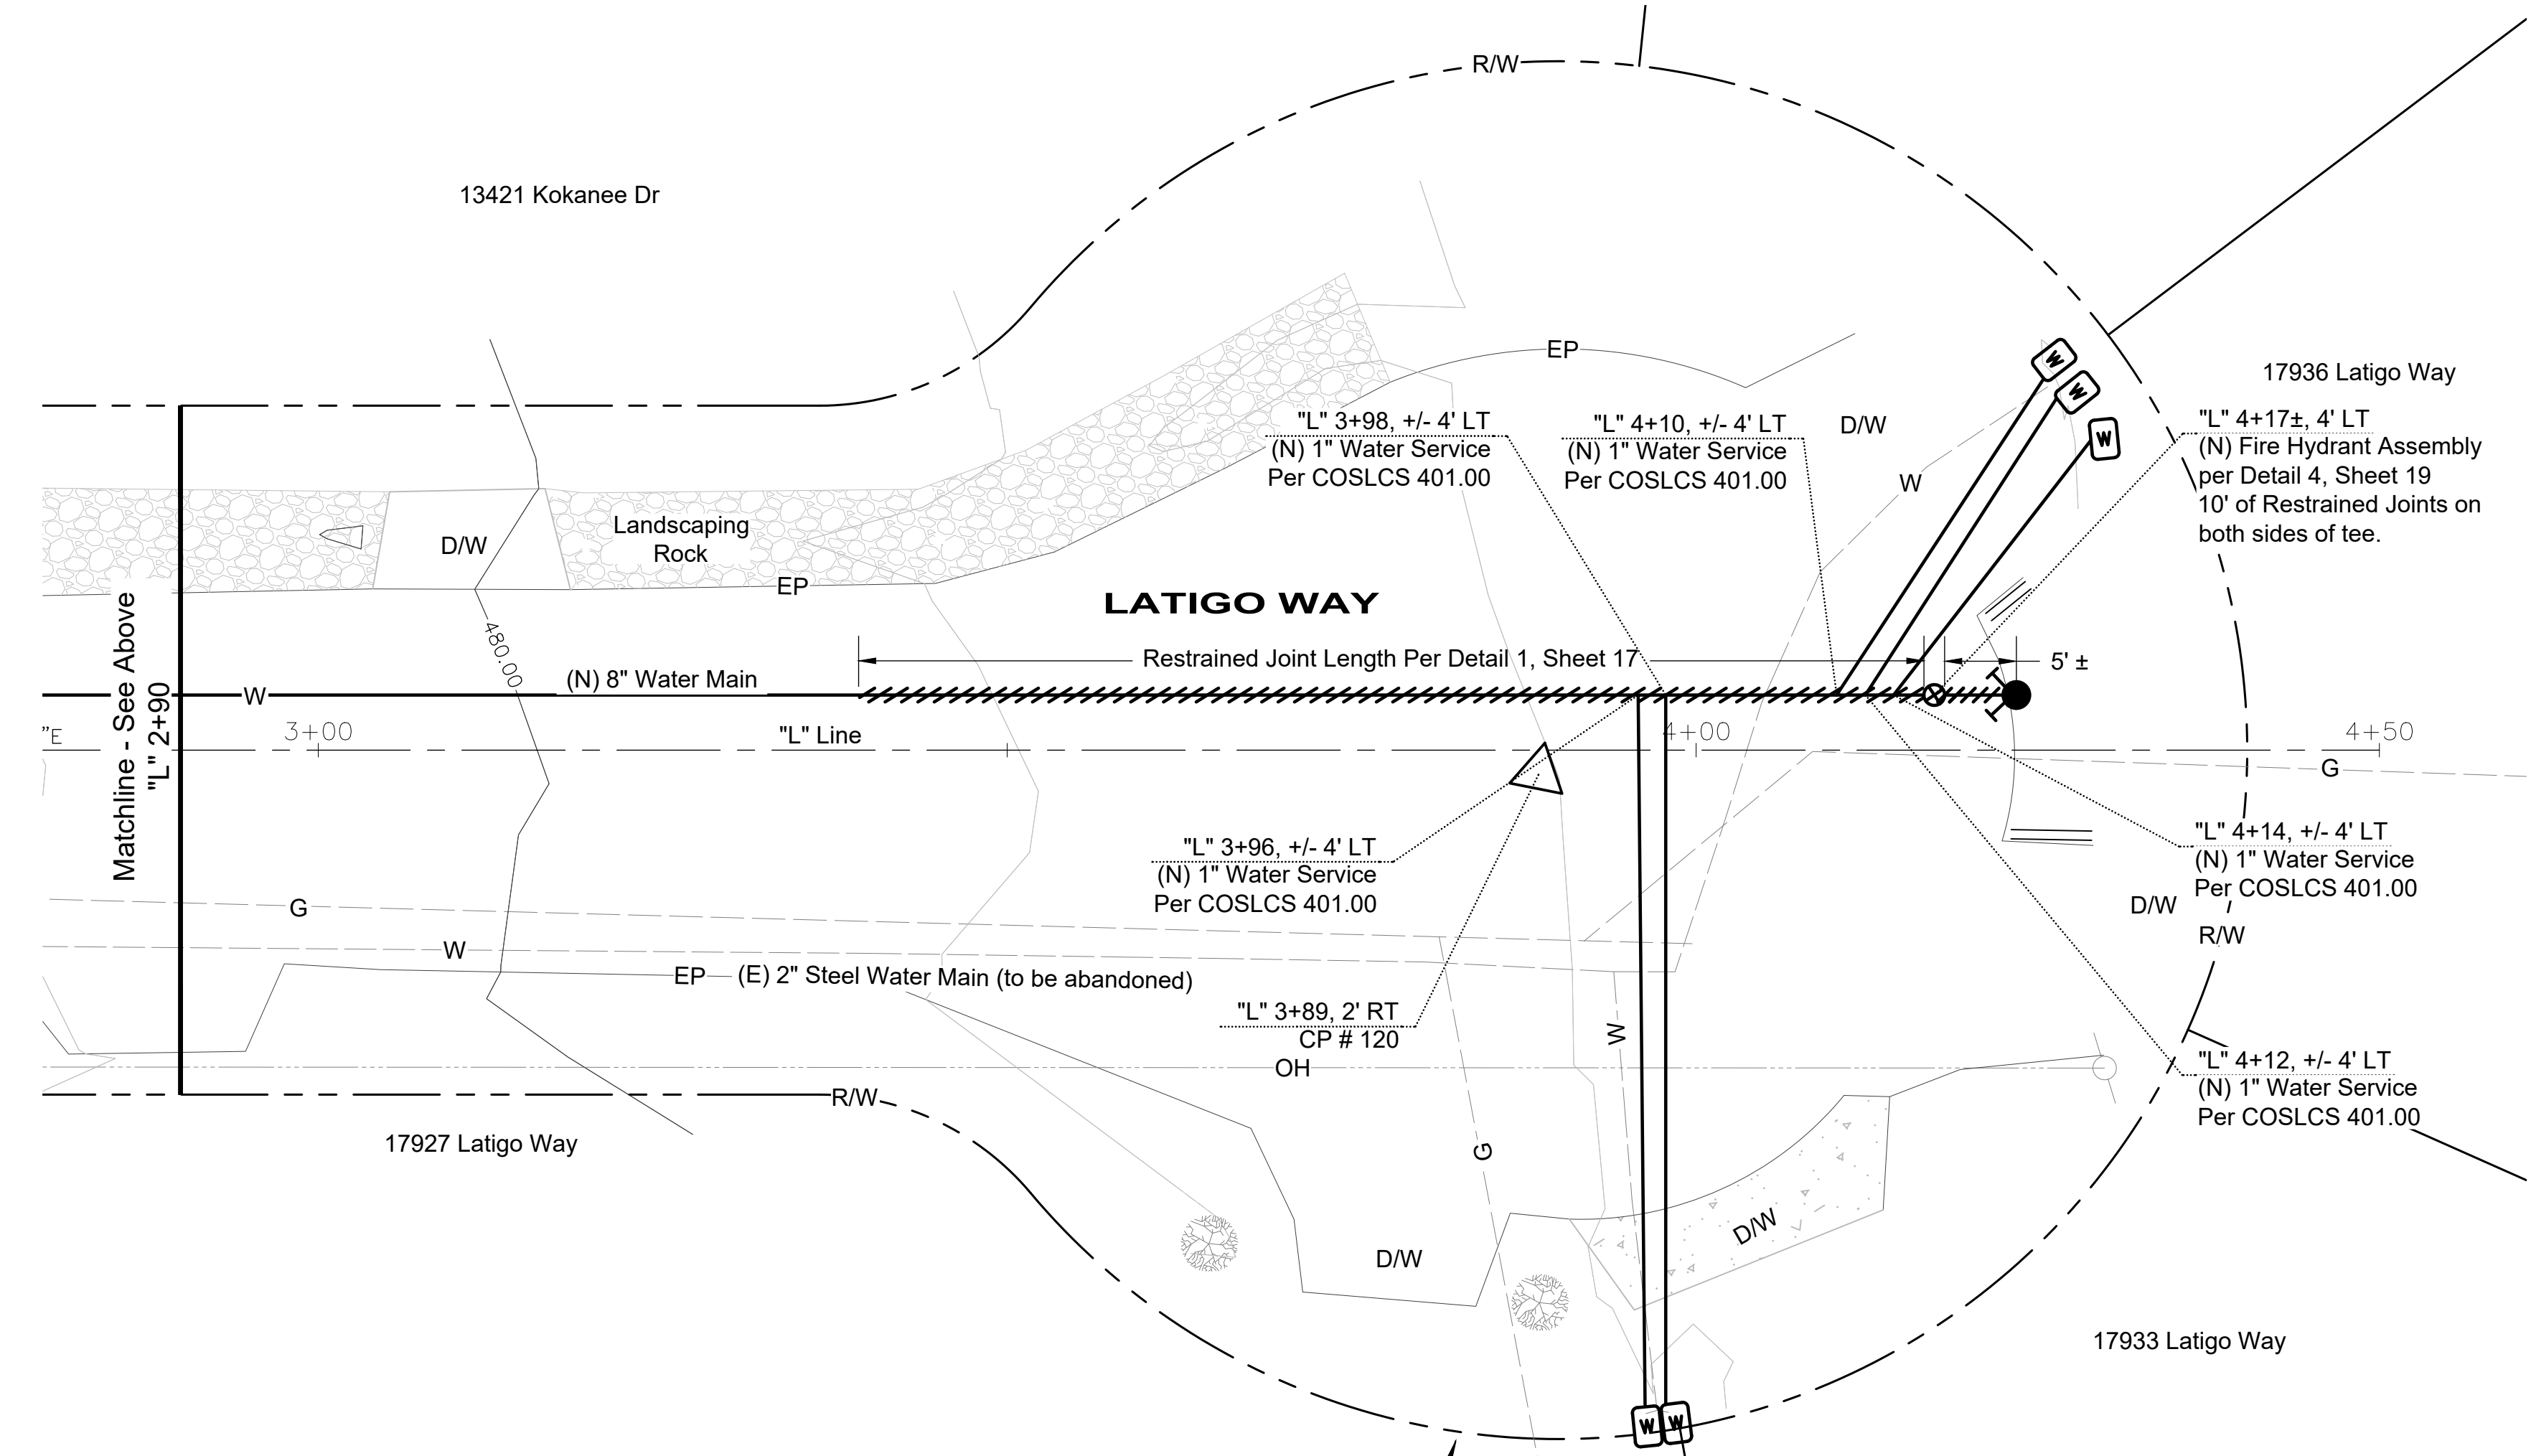 R/W
13421 Kokanee Dr
EP
17936 Latigo Way
"L" 3+98, +/- 4' LT
(N) 1" Water Service
Per COSLCS 401.00
"L" 4+10, +/- 4' LT
(N) 1" Water Service
Per COSLCS 401.00
D/W
W
W
W
W
"L" 4+17±, 4' LT
(N) Fire Hydrant Assembly
per Detail 4, Sheet 19
10' of Restrained Joints on
both sides of tee.
D/W
Landscaping
Rock
EP
LATIGO WAY
480.00
Restrained Joint Length Per Detail 1, Sheet 17
5' ±
(N) 8" Water Main
W
Matchline - See Above
"L" 2+90
"E
3+00
"L" Line
4+00
4+50
G
"L" 3+96, +/- 4' LT
(N) 1" Water Service
Per COSLCS 401.00
"L" 4+14, +/- 4' LT
(N) 1" Water Service
Per COSLCS 401.00
D/W
R/W
G
W
EP
(E) 2" Steel Water Main (to be abandoned)
"L" 3+89, 2' RT
CP # 120
W
OH
"L" 4+12, +/- 4' LT
(N) 1" Water Service
Per COSLCS 401.00
R/W
17927 Latigo Way
G
D/W
D/W
17933 Latigo Way
W
W